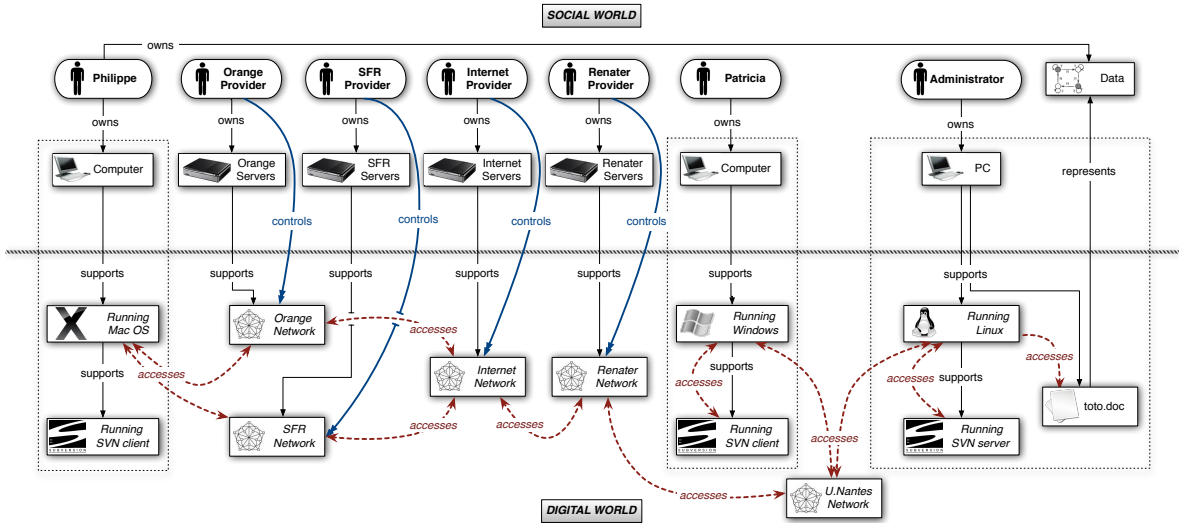 SOCIAL WORLD
owns
Philippe
Orange
Provider
SFR
Provider
Internet
Provider
Renater
Provider
Patricia
Administrator
Data
owns
owns
owns
owns
owns
owns
owns
Computer
Orange
Servers
SFR
Servers
Internet
Servers
Renater
Servers
Computer
PC
represents
controls
controls
controls
controls
supports
supports
supports
supports
supports
supports
supports
Running
Mac OS
Orange
Network
Running
Windows
Running
Linux
accesses
accesses
supports
Internet
Network
Renater
Network
accesses
supports
accesses
supports
accesses
toto.doc
Running
SVN client
SUBVERSION
SFR
Network
accesses
accesses
Running
SVN client
SUBVERSION
accesses
Running
SVN server
SUBVERSION
accesses
U.Nantes
Network
DIGITAL WORLD